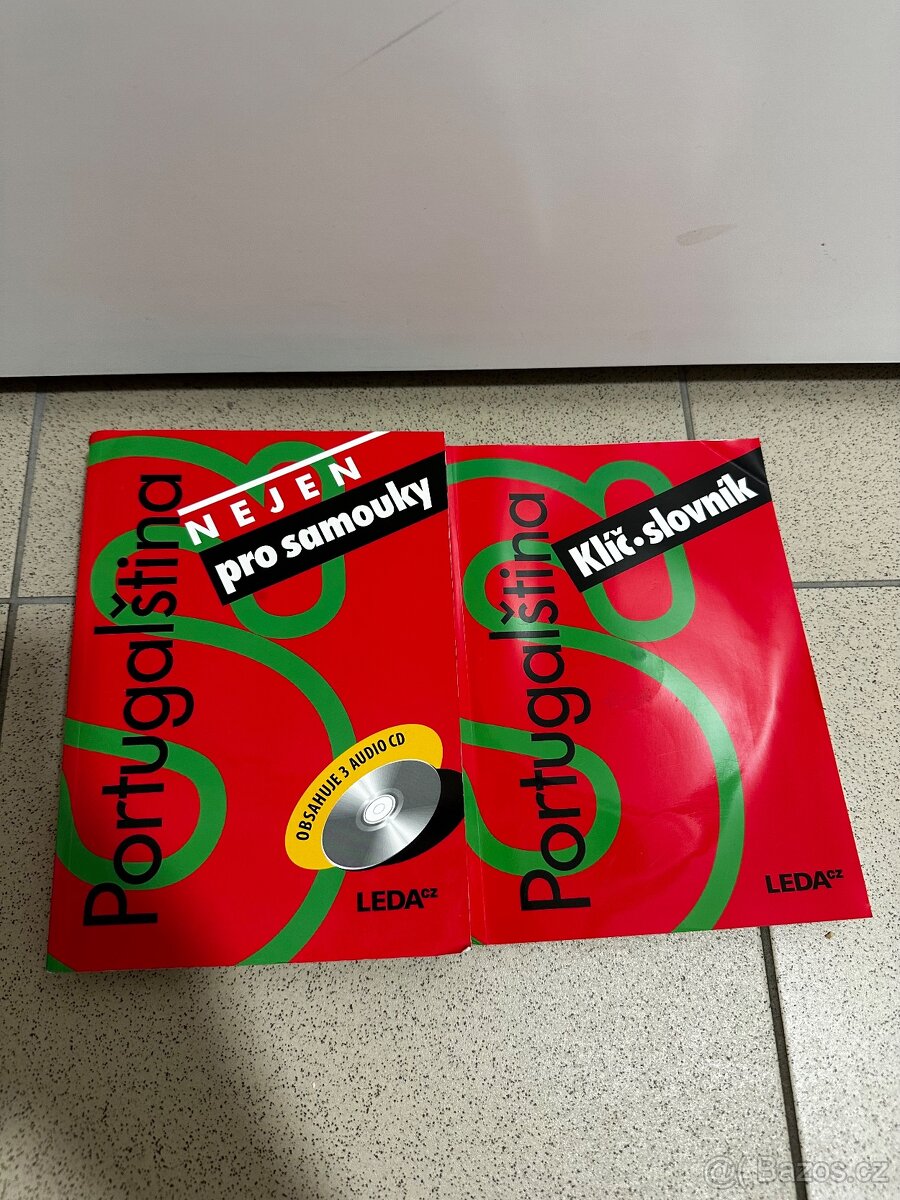 Portugalština
NEJEN
pro samouky
OBSAHUJE 3 AUDIO CD
LEDAcz
Portugalština
Klíč·slovník
LEDAcz
Bazos.cz